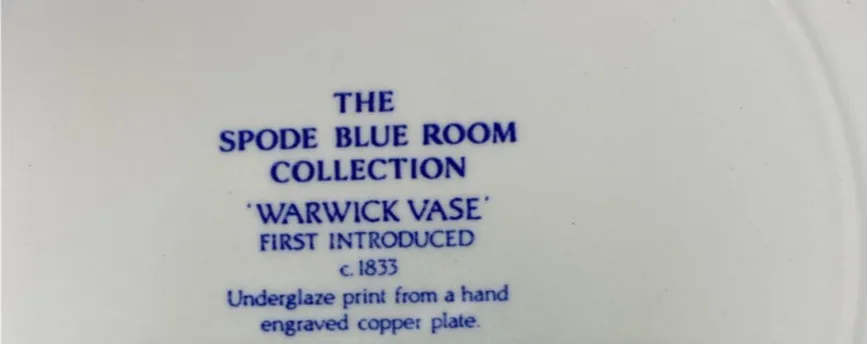 THE
SPODE BLUE ROOM
COLLECTION
'WARWICK VASE'
FIRST INTRODUCED
c. 1833
Underglaze print from a hand
engraved copper plate.